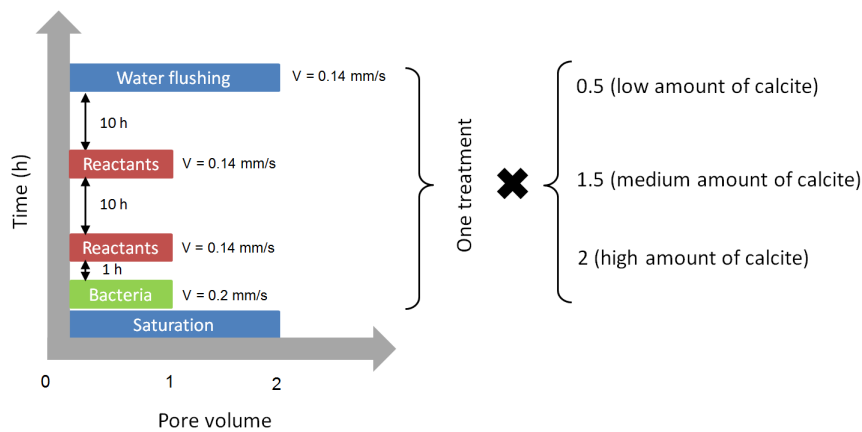 Water flushing
V = 0.14 mm/s
10 h
Reactants
V = 0.14 mm/s
10 h
Reactants
V = 0.14 mm/s
1 h
Bacteria
V = 0.2 mm/s
Saturation
Time (h)
0
1
2
Pore volume
One treatment
0.5 (low amount of calcite)
1.5 (medium amount of calcite)
2 (high amount of calcite)